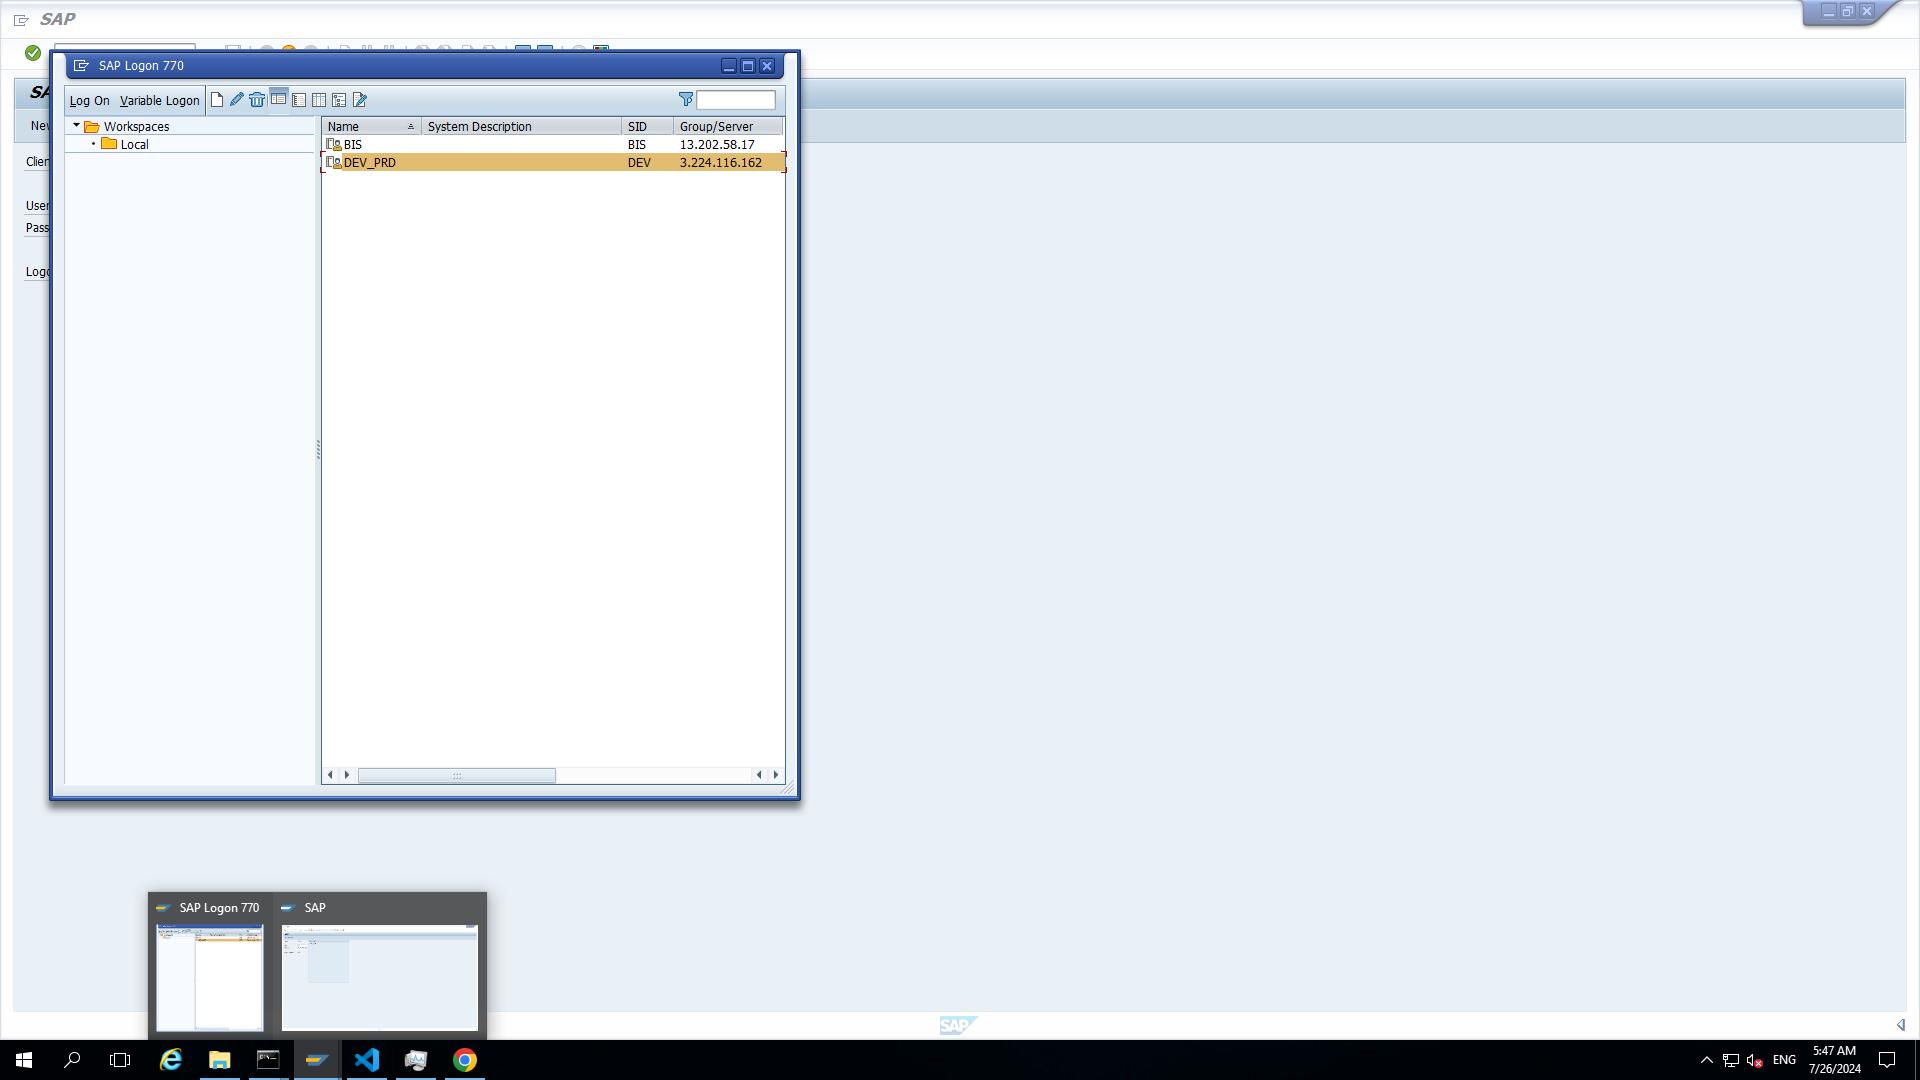 SAP
SAP Logon 770
SA
Log On Variable Logon
New
Workspaces
Local
Name System Description SID Group/Server
BIS BIS 13.202.58.17
DEV_PRD DEV 3.224.116.162
Clien
User
Pass
Logo
SAP Logon 770 SAP
SAP
ENG
5:47 AM
7/26/2024